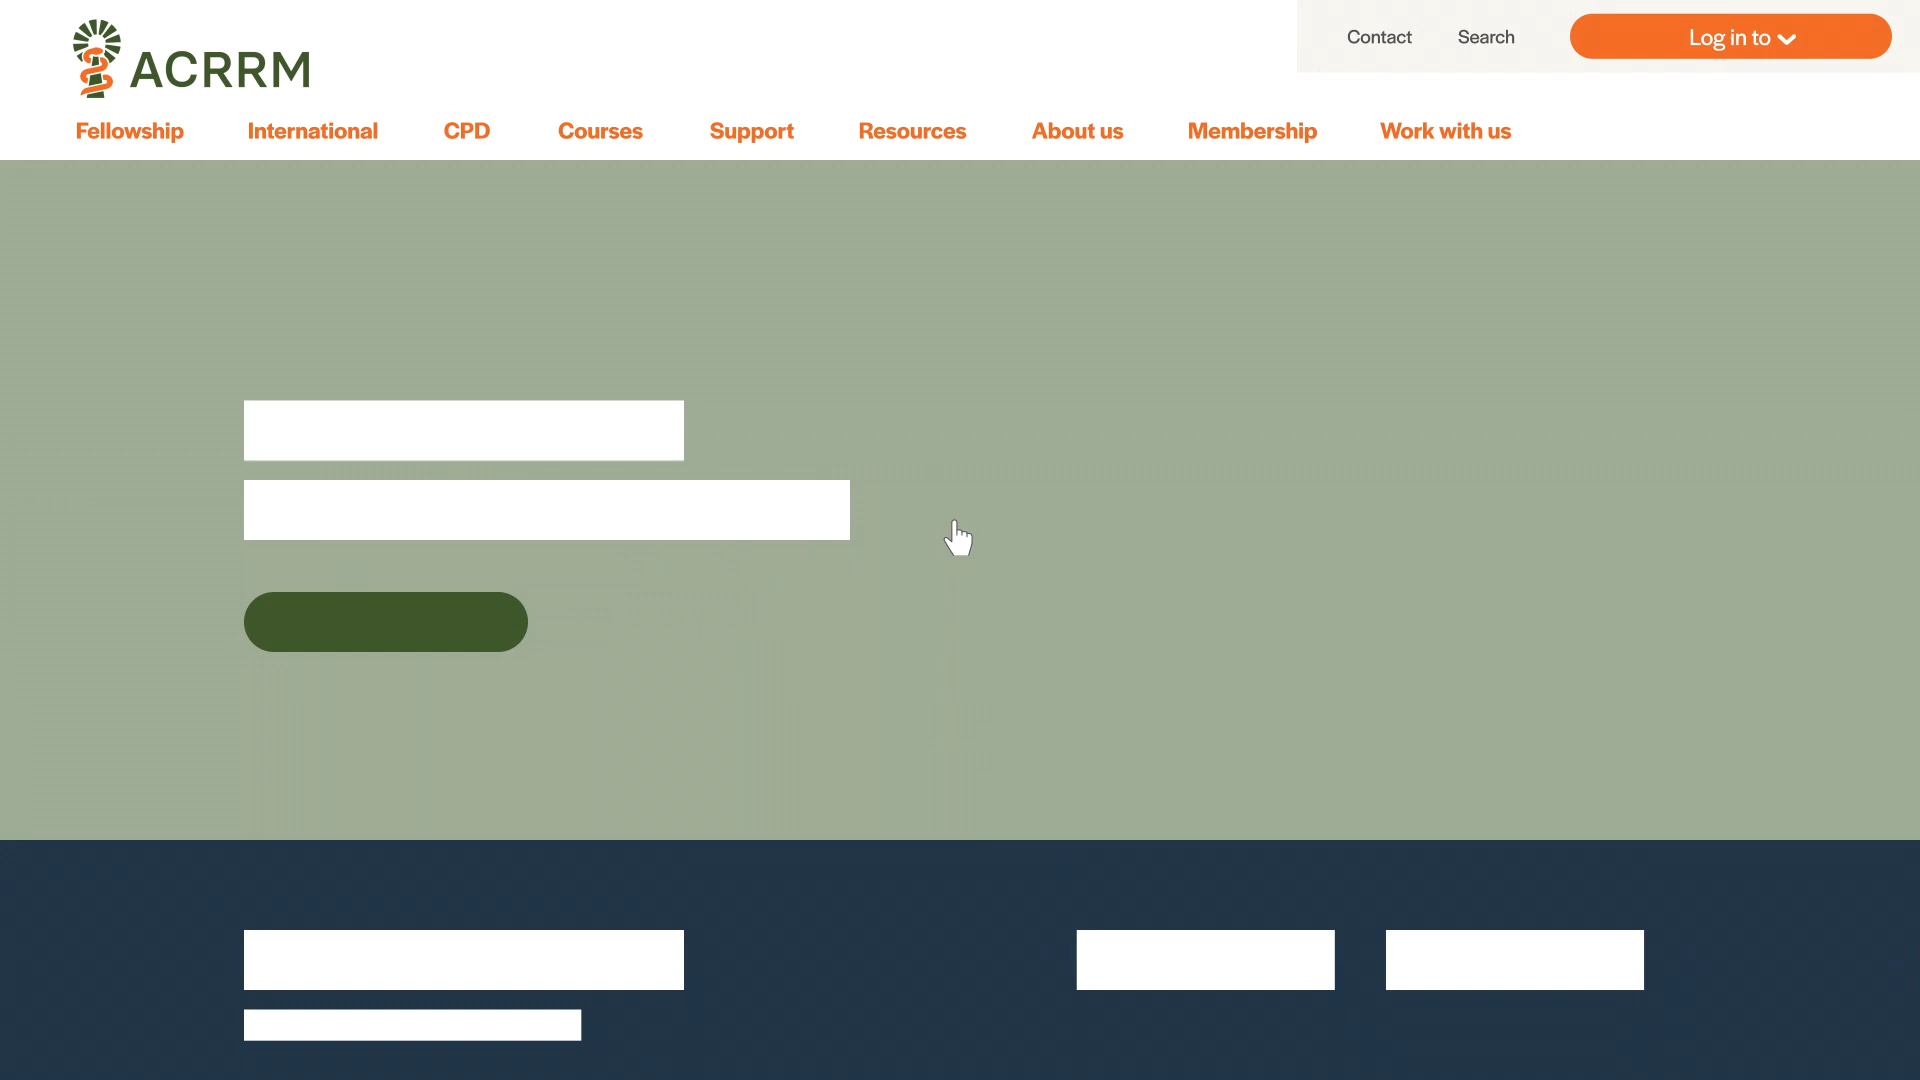 Contact Search Log in to
ACRRM
Fellowship International CPD Courses Support Resources About us Membership Work with us